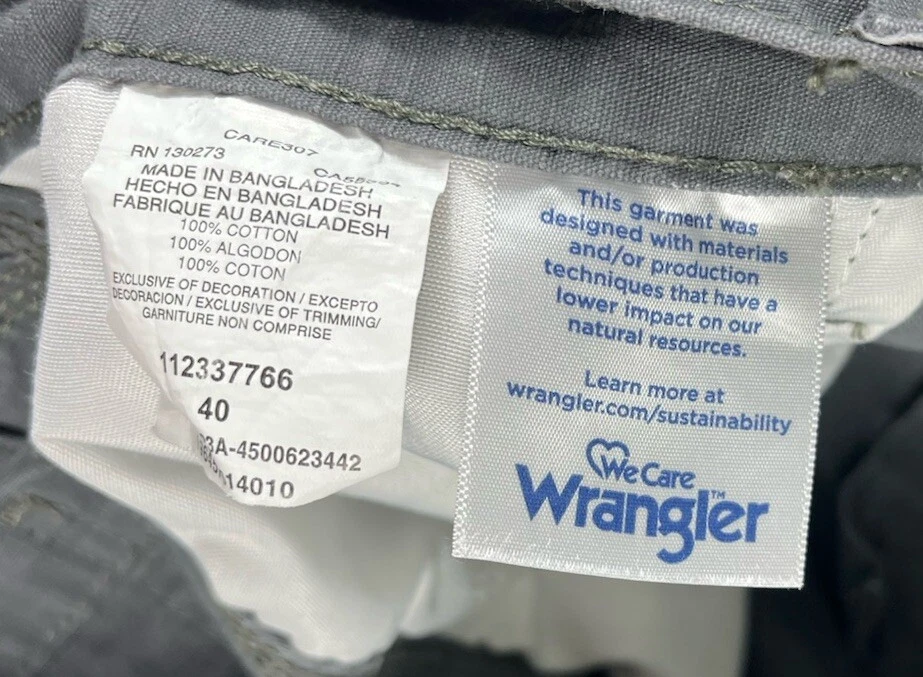 CARE307
RN 130273
MADE IN BANGLADESH
HECHO EN BANGLADESH
FABRIQUE AU BANGLADESH
100% COTTON
100% ALGODON
100% COTON
EXCLUSIVE OF DECORATION / EXCEPTO
DECORACION / EXCLUSIVE OF TRIMMING/
GARNITURE NON COMPRISE
112337766
40
3A-4500623442
14010
This garment was
designed with materials
and/or production
techniques that have a
lower impact on our
natural resources.
Learn more at
wrangler.com/sustainability
We Care
Wrangler™